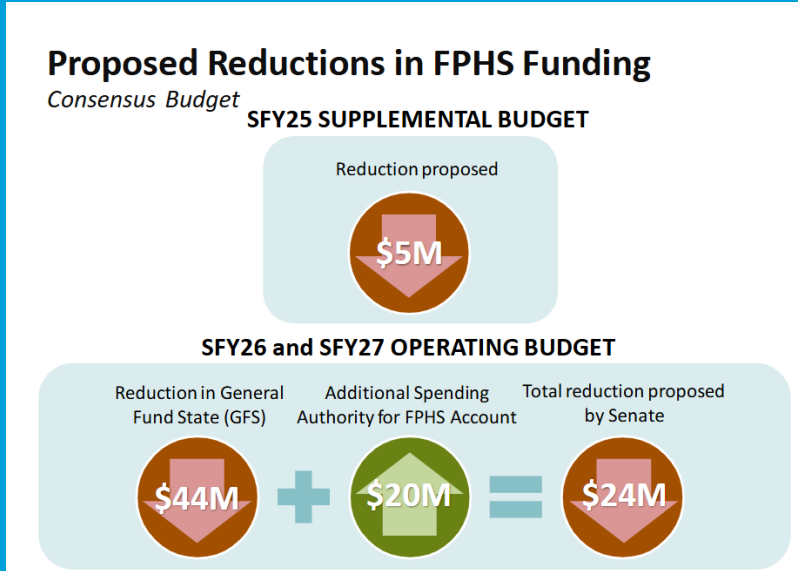 Proposed Reductions in FPHS Funding
Consensus Budget
SFY25 SUPPLEMENTAL BUDGET
Reduction proposed
$5M
SFY26 and SFY27 OPERATING BUDGET
Reduction in General
Fund State (GFS)
$44M
Additional Spending
Authority for FPHS Account
$20M
Total reduction proposed
by Senate
$24M